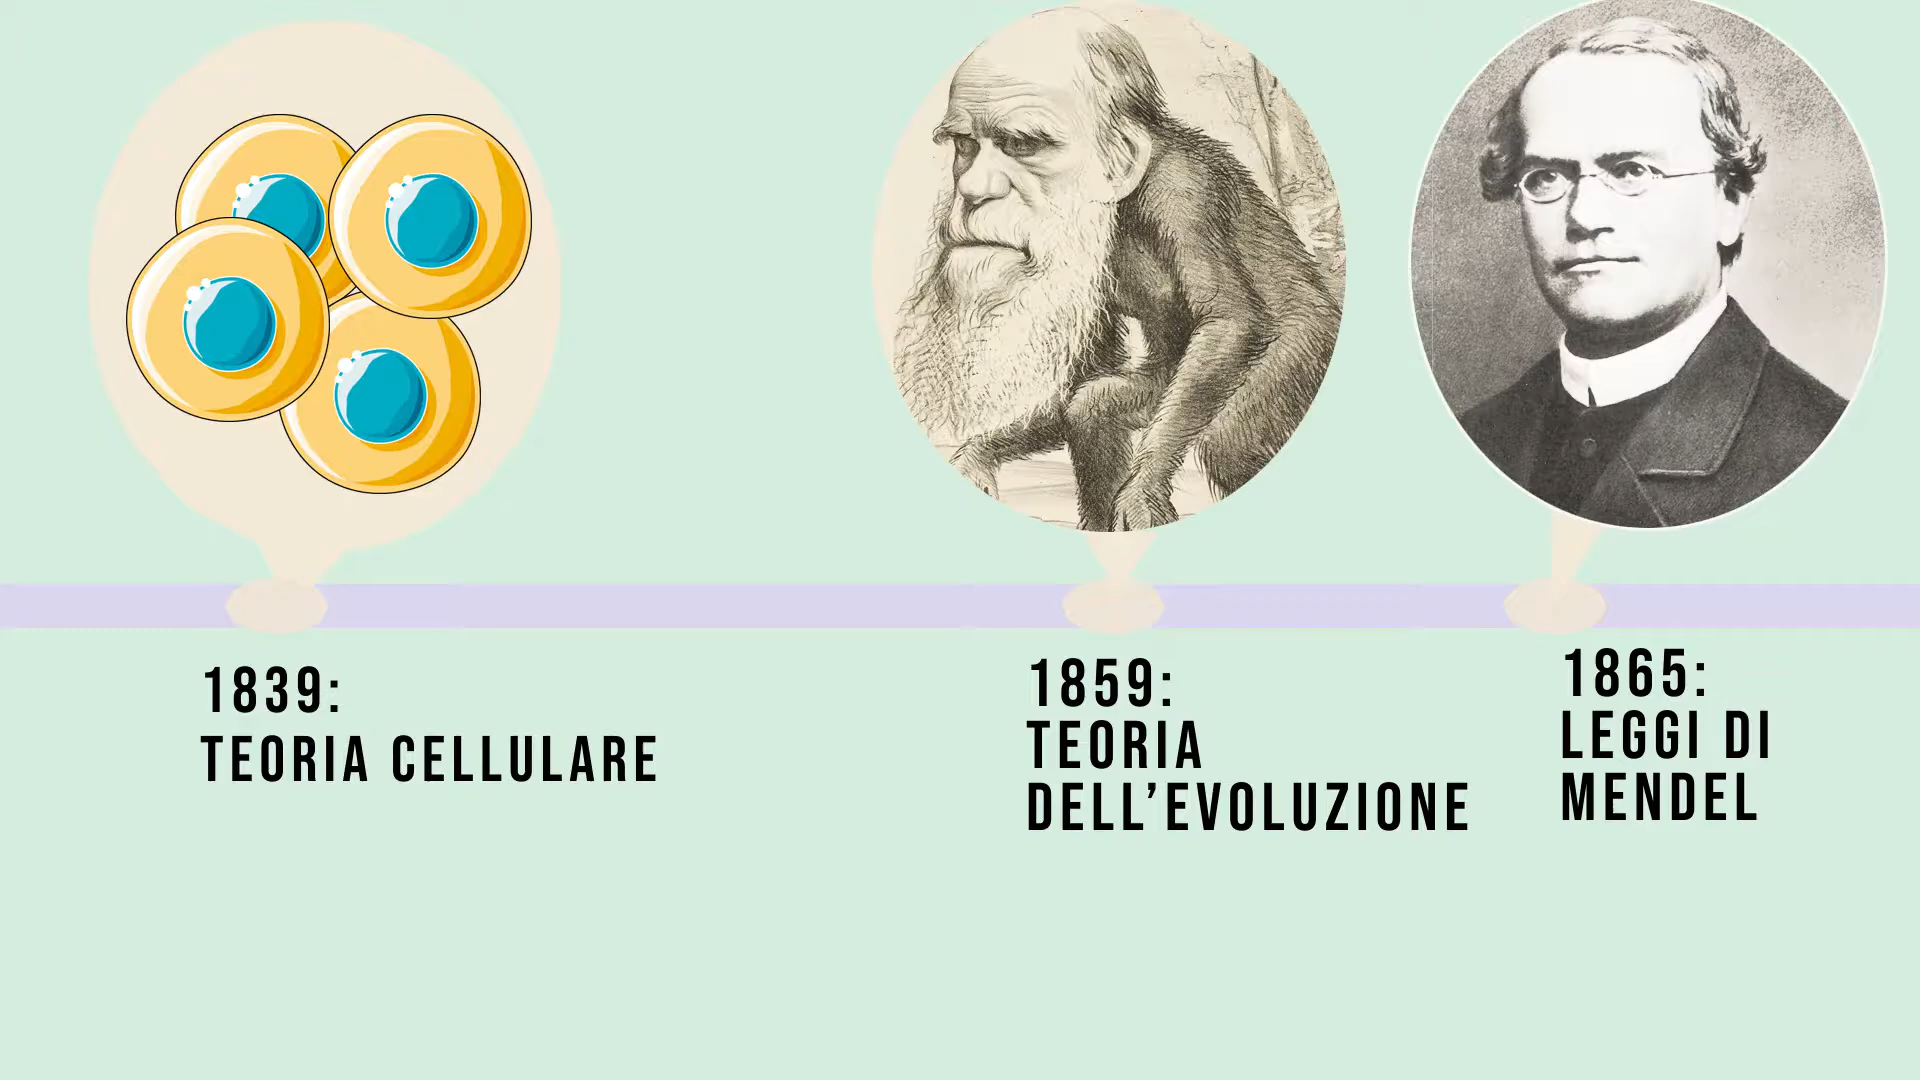 1839:
TEORIA CELLULARE
1859:
TEORIA
DELL’EVOLUZIONE
1865:
LEGGI DI
MENDEL